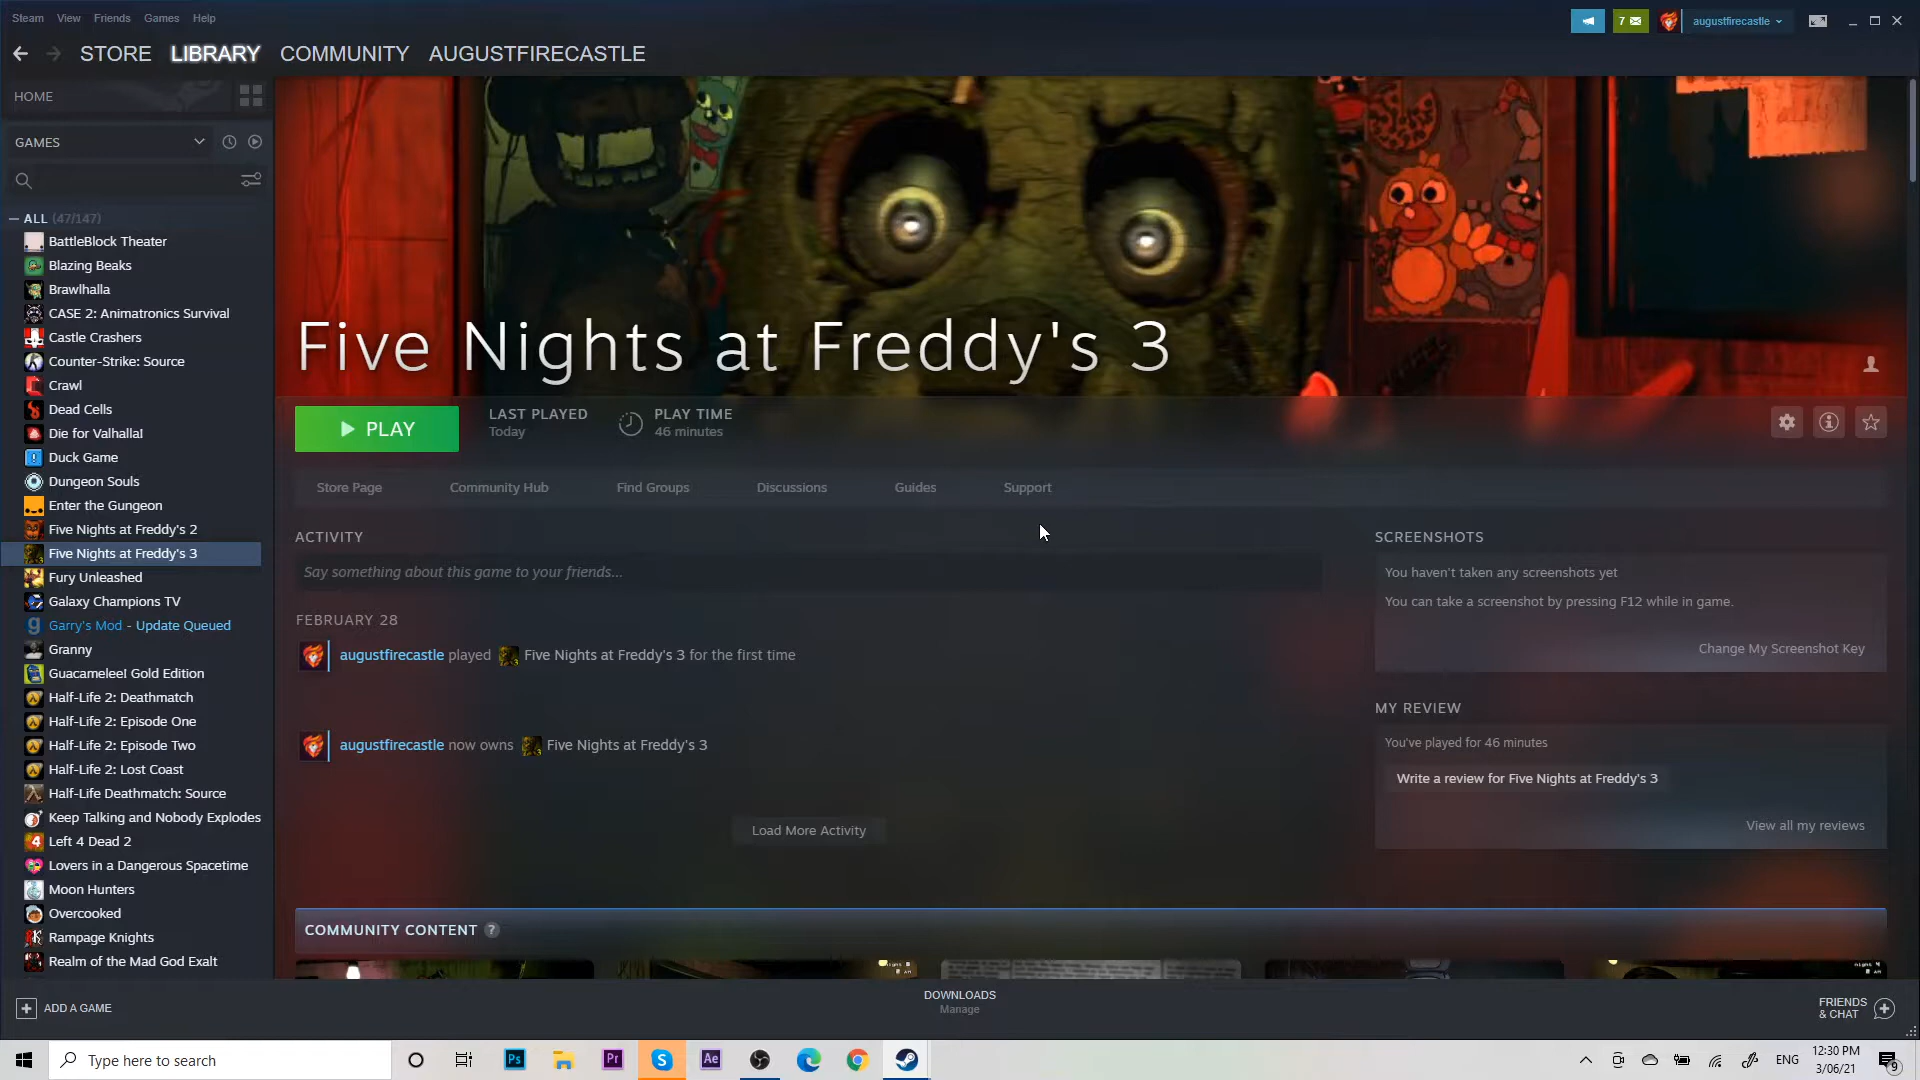 Steam View Friends Games Help
7
augustfirecastle
STORE LIBRARY COMMUNITY AUGUSTFIRECASTLE
HOME
GAMES
ALL (47/147)
BattleBlock Theater
Blazing Beaks
Brawlhalla
CASE 2: Animatronics Survival
Castle Crashers
Counter-Strike: Source
Crawl
Dead Cells
Die for Valhalla!
Duck Game
Dungeon Souls
Enter the Gungeon
Five Nights at Freddy's 2
Five Nights at Freddy's 3
Fury Unleashed
Galaxy Champions TV
Garry's Mod - Update Queued
Granny
Guacamelee! Gold Edition
Half-Life 2: Deathmatch
Half-Life 2: Episode One
Half-Life 2: Episode Two
Half-Life 2: Lost Coast
Half-Life Deathmatch: Source
Keep Talking and Nobody Explodes
Left 4 Dead 2
Lovers in a Dangerous Spacetime
Moon Hunters
Overcooked
Rampage Knights
Realm of the Mad God Exalt
ADD A GAME
Five Nights at Freddy's 3
PLAY
LAST PLAYED
Today
PLAY TIME
46 minutes
Store Page Community Hub Find Groups Discussions Guides Support
ACTIVITY
Say something about this game to your friends...
FEBRUARY 28
augustfirecastle played Five Nights at Freddy's 3 for the first time
augustfirecastle now owns Five Nights at Freddy's 3
Load More Activity
SCREENSHOTS
You haven't taken any screenshots yet
You can take a screenshot by pressing F12 while in game.
Change My Screenshot Key
MY REVIEW
You've played for 46 minutes
Write a review for Five Nights at Freddy's 3
View all my reviews
COMMUNITY CONTENT ?
DOWNLOADS
Manage
FRIENDS
& CHAT
Type here to search
Ps Pr S Ae
ENG
12:30 PM
3/06/21
9